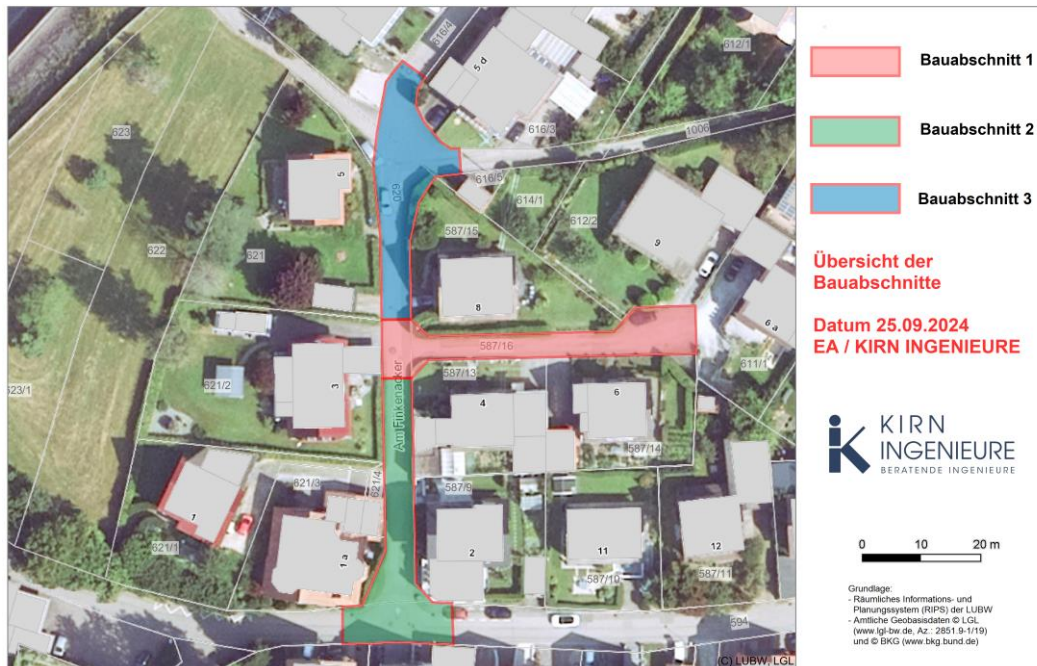 616/4
5 d
612/1
623
1006
616/3
616/5
5
620
614/1
612/2
587/15
622
621
9
8
6 a
587/16
611/1
587/13
623/1
621/2
3
Am Finkenacker
4
6
587/14
621/3
621/4
587/9
1
621/1
1 a
2
11
12
587/10
587/11
594
(C) LUBW, LGL
Bauabschnitt 1
Bauabschnitt 2
Bauabschnitt 3
Übersicht der
Bauabschnitte
Datum 25.09.2024
EA / KIRN INGENIEURE
KIRN
INGENIEURE
BERATENDE INGENIEURE
0 10 20 m
Grundlage:
- Räumliches Informations- und
Planungssystem (RIPS) der LUBW
- Amtliche Geobasisdaten © LGL
(www.lgl-bw.de, Az.: 2851.9-1/19)
und © BKG (www.bkg.bund.de)